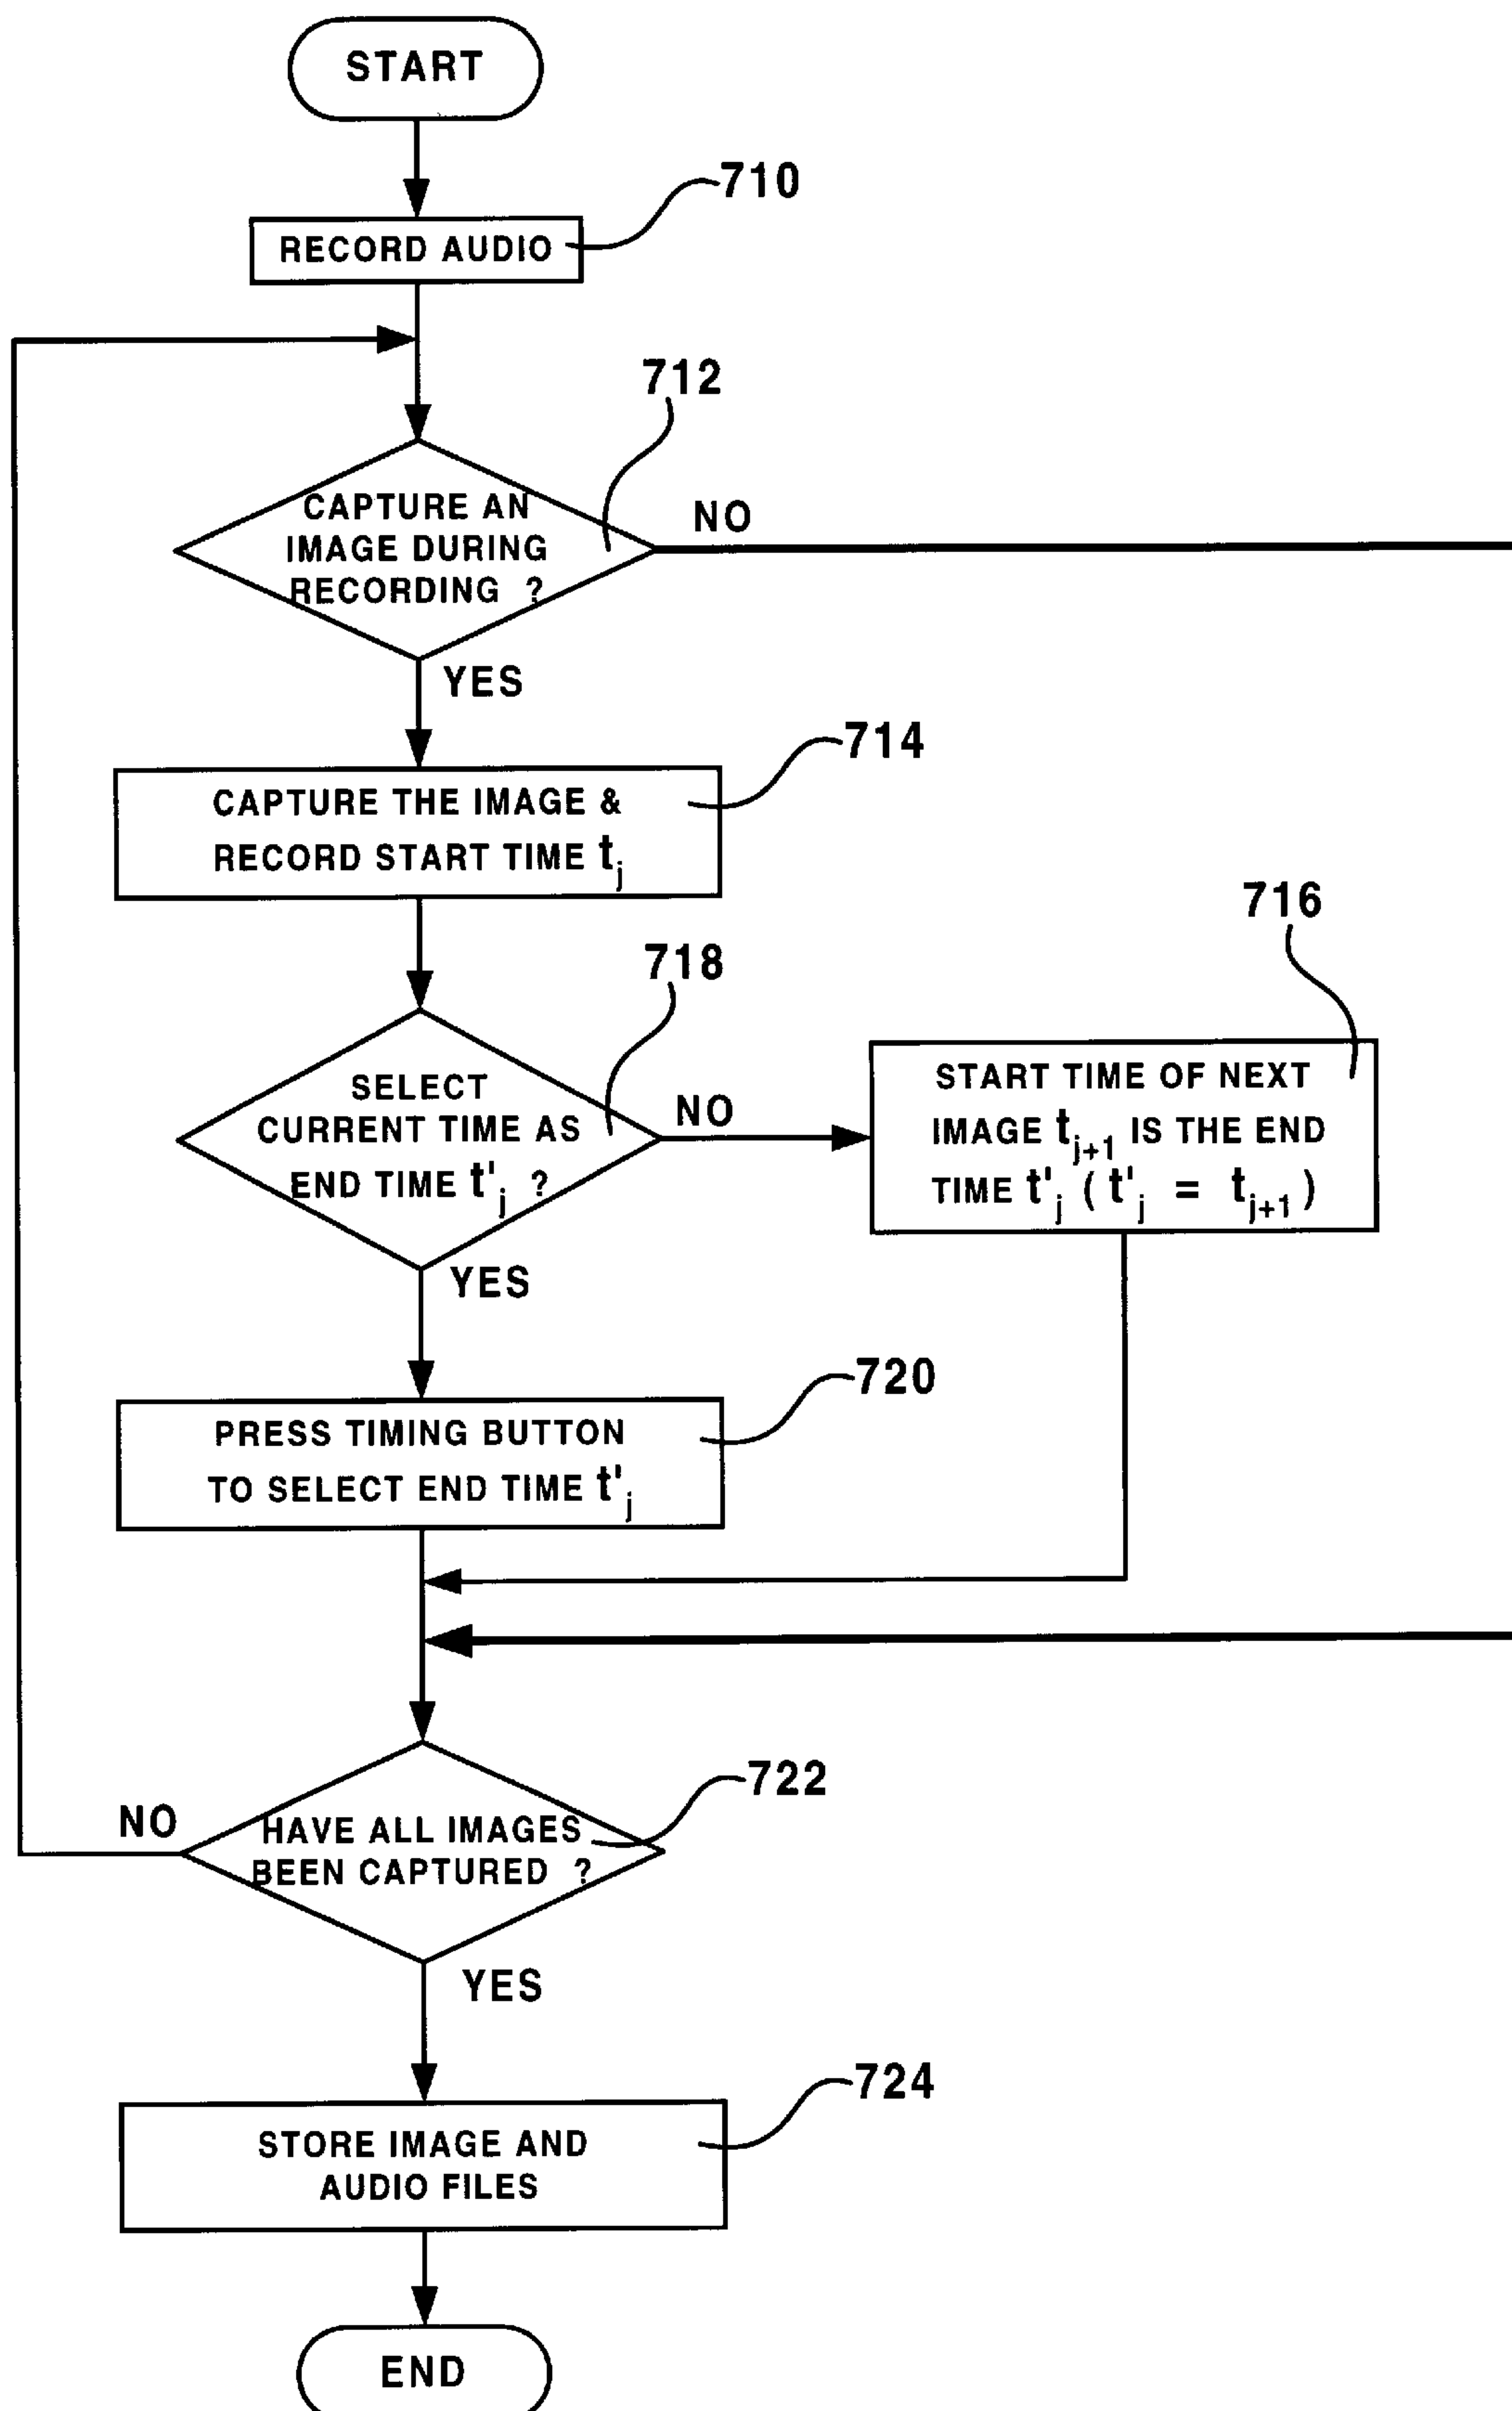 START
710
RECORD AUDIO
712
CAPTURE AN
IMAGE DURING
RECORDING ?
NO
YES
714
CAPTURE THE IMAGE &
RECORD START TIME tj
716
718
SELECT
CURRENT TIME AS
END TIME t'j ?
NO
START TIME OF NEXT
IMAGE tj+1 IS THE END
TIME t'j ( t'j = tj+1 )
YES
720
PRESS TIMING BUTTON
TO SELECT END TIME t'j
722
NO
HAVE ALL IMAGES
BEEN CAPTURED ?
YES
724
STORE IMAGE AND
AUDIO FILES
END